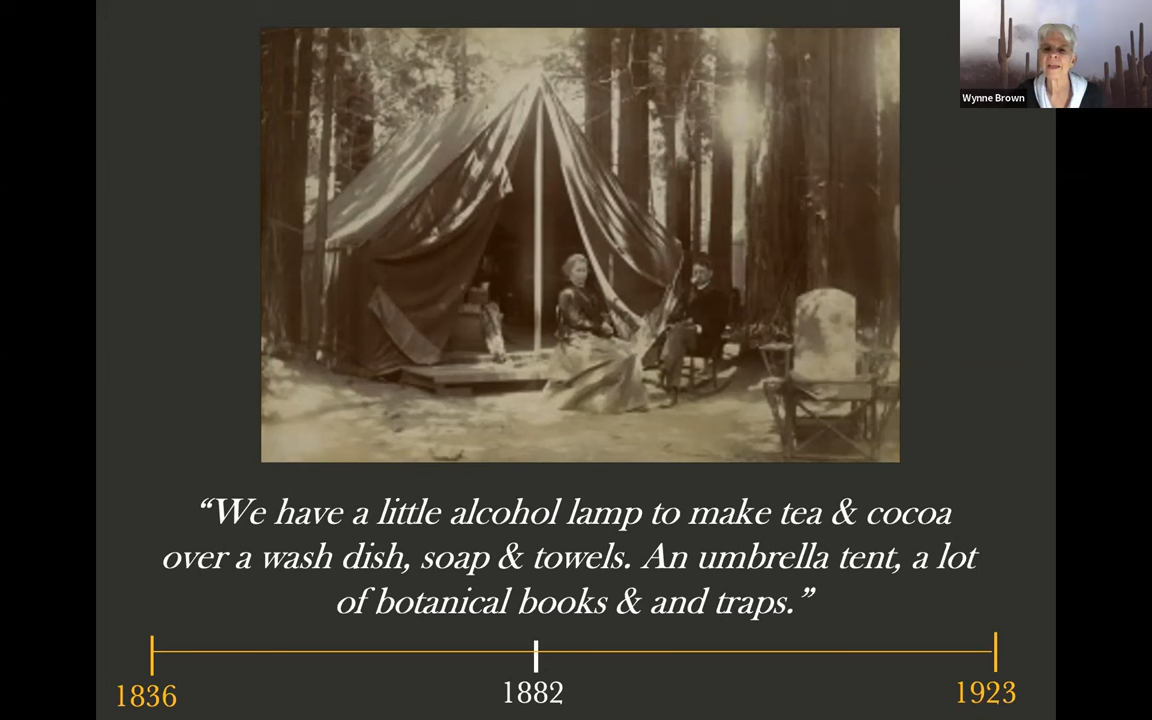 Wynne Brown
“We have a little alcohol lamp to make tea & cocoa
over a wash dish, soap & towels. An umbrella tent, a lot
of botanical books & and traps.”
1836
1882
1923